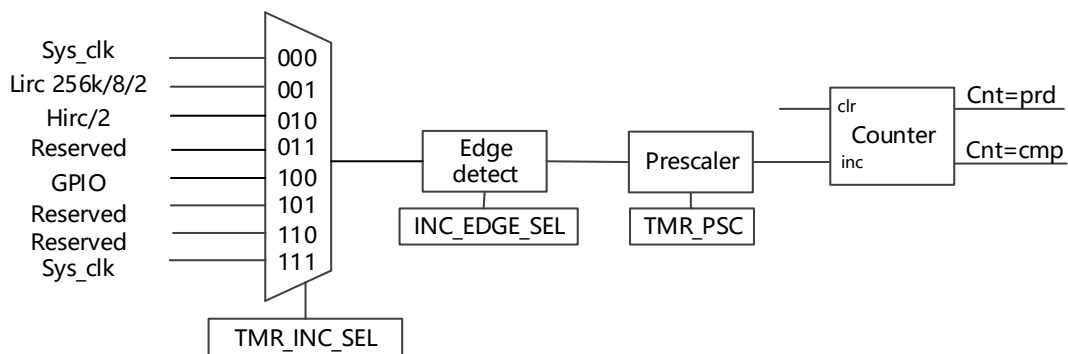 Sys_clk
Lirc 256k/8/2
Hirc/2
Reserved
GPIO
Reserved
Reserved
Sys_clk
000
001
010
011
100
101
110
111
TMR_INC_SEL
Edge
detect
INC_EDGE_SEL
Prescaler
TMR_PSC
clr
Counter
inc
Cnt=prd
Cnt=cmp